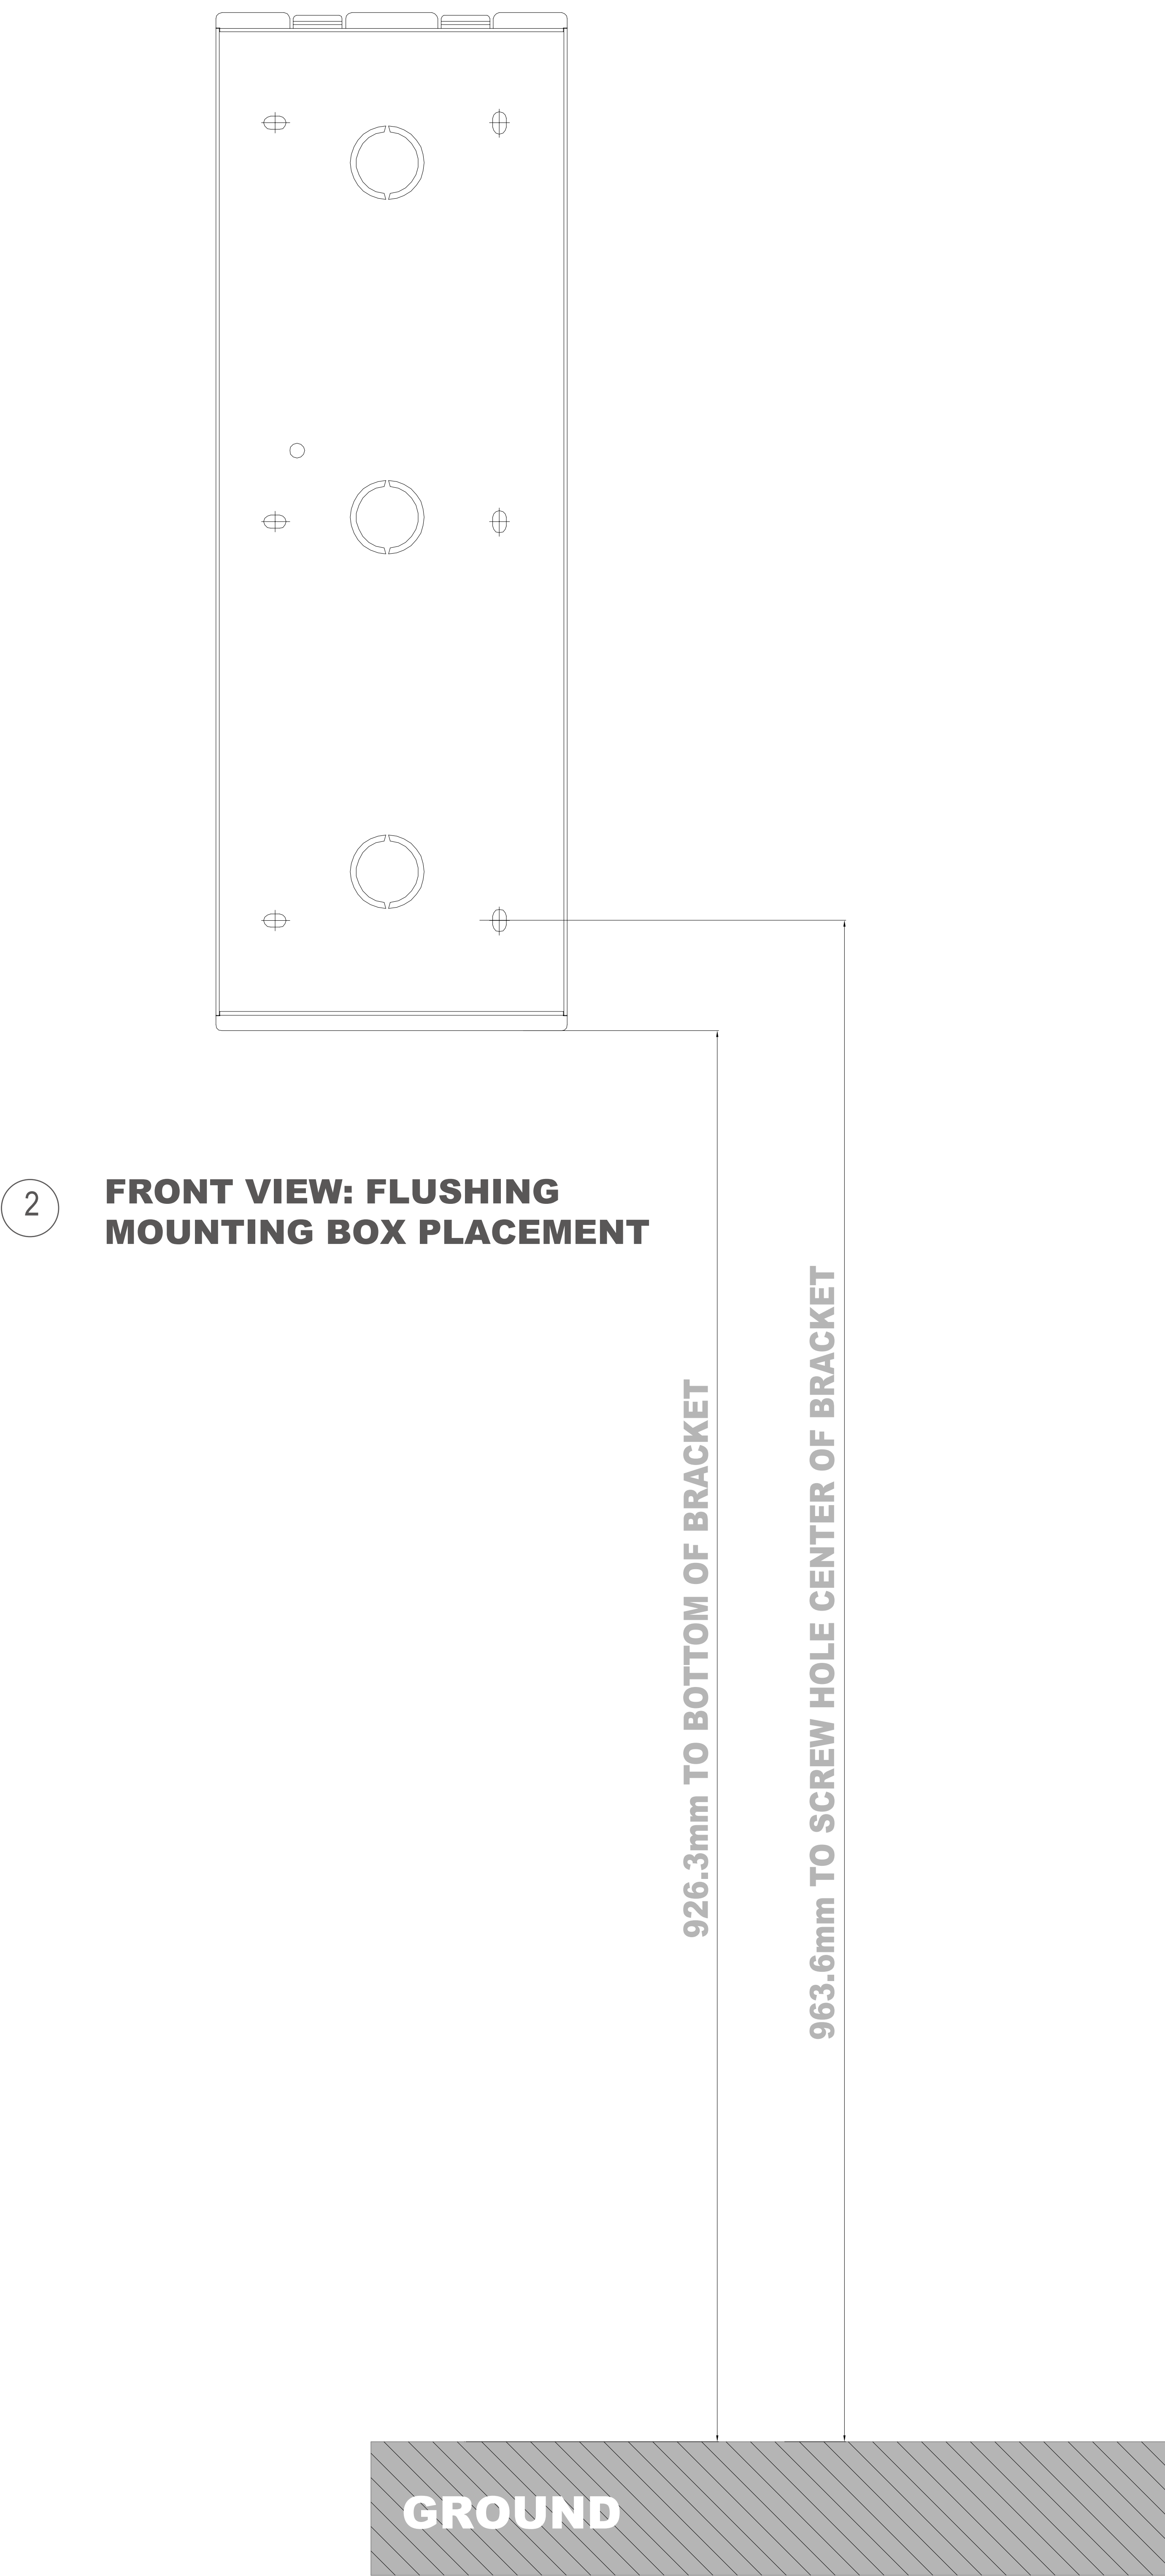 2
FRONT VIEW: FLUSHING
MOUNTING BOX PLACEMENT
926.3mm TO BOTTOM OF BRACKET
963.6mm TO SCREW HOLE CENTER OF BRACKET
GROUND